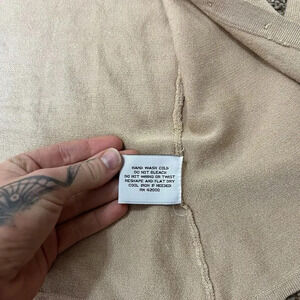 HAND WASH COLD
DO NOT BLEACH
DO NOT WRING OR TWIST
RESHAPE AND FLAT DRY
COOL IRON IF NEEDED
RN 42000